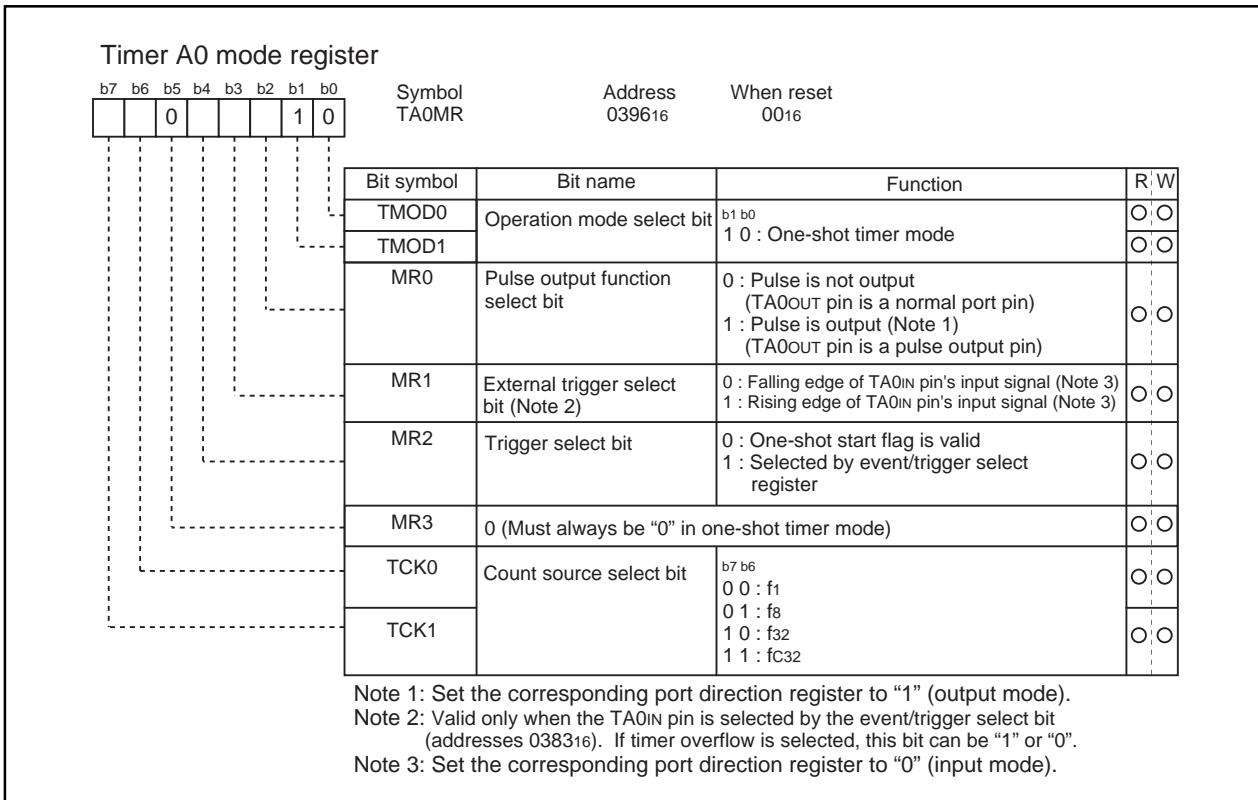 Timer A0 mode register
b7 b6 b5 b4 b3 b2 b1 b0
0 1 0
Symbol Address When reset
TA0MR 039616 0016
Bit symbol Bit name Function R W
TMOD0 Operation mode select bit b1 b0
1 0 : One-shot timer mode
TMOD1
MR0 Pulse output function select bit
0 : Pulse is not output
(TA0OUT pin is a normal port pin)
1 : Pulse is output (Note 1)
(TA0OUT pin is a pulse output pin)
MR1 External trigger select bit (Note 2)
0 : Falling edge of TA0IN pin's input signal (Note 3)
1 : Rising edge of TA0IN pin's input signal (Note 3)
MR2 Trigger select bit
0 : One-shot start flag is valid
1 : Selected by event/trigger select
register
MR3 0 (Must always be “0” in one-shot timer mode)
TCK0 Count source select bit b7 b6
0 0 : f1
0 1 : f8
TCK1 1 0 : f32
1 1 : fC32
Note 1: Set the corresponding port direction register to “1” (output mode).
Note 2: Valid only when the TA0IN pin is selected by the event/trigger select bit
(addresses 038316). If timer overflow is selected, this bit can be “1” or “0”.
Note 3: Set the corresponding port direction register to “0” (input mode).